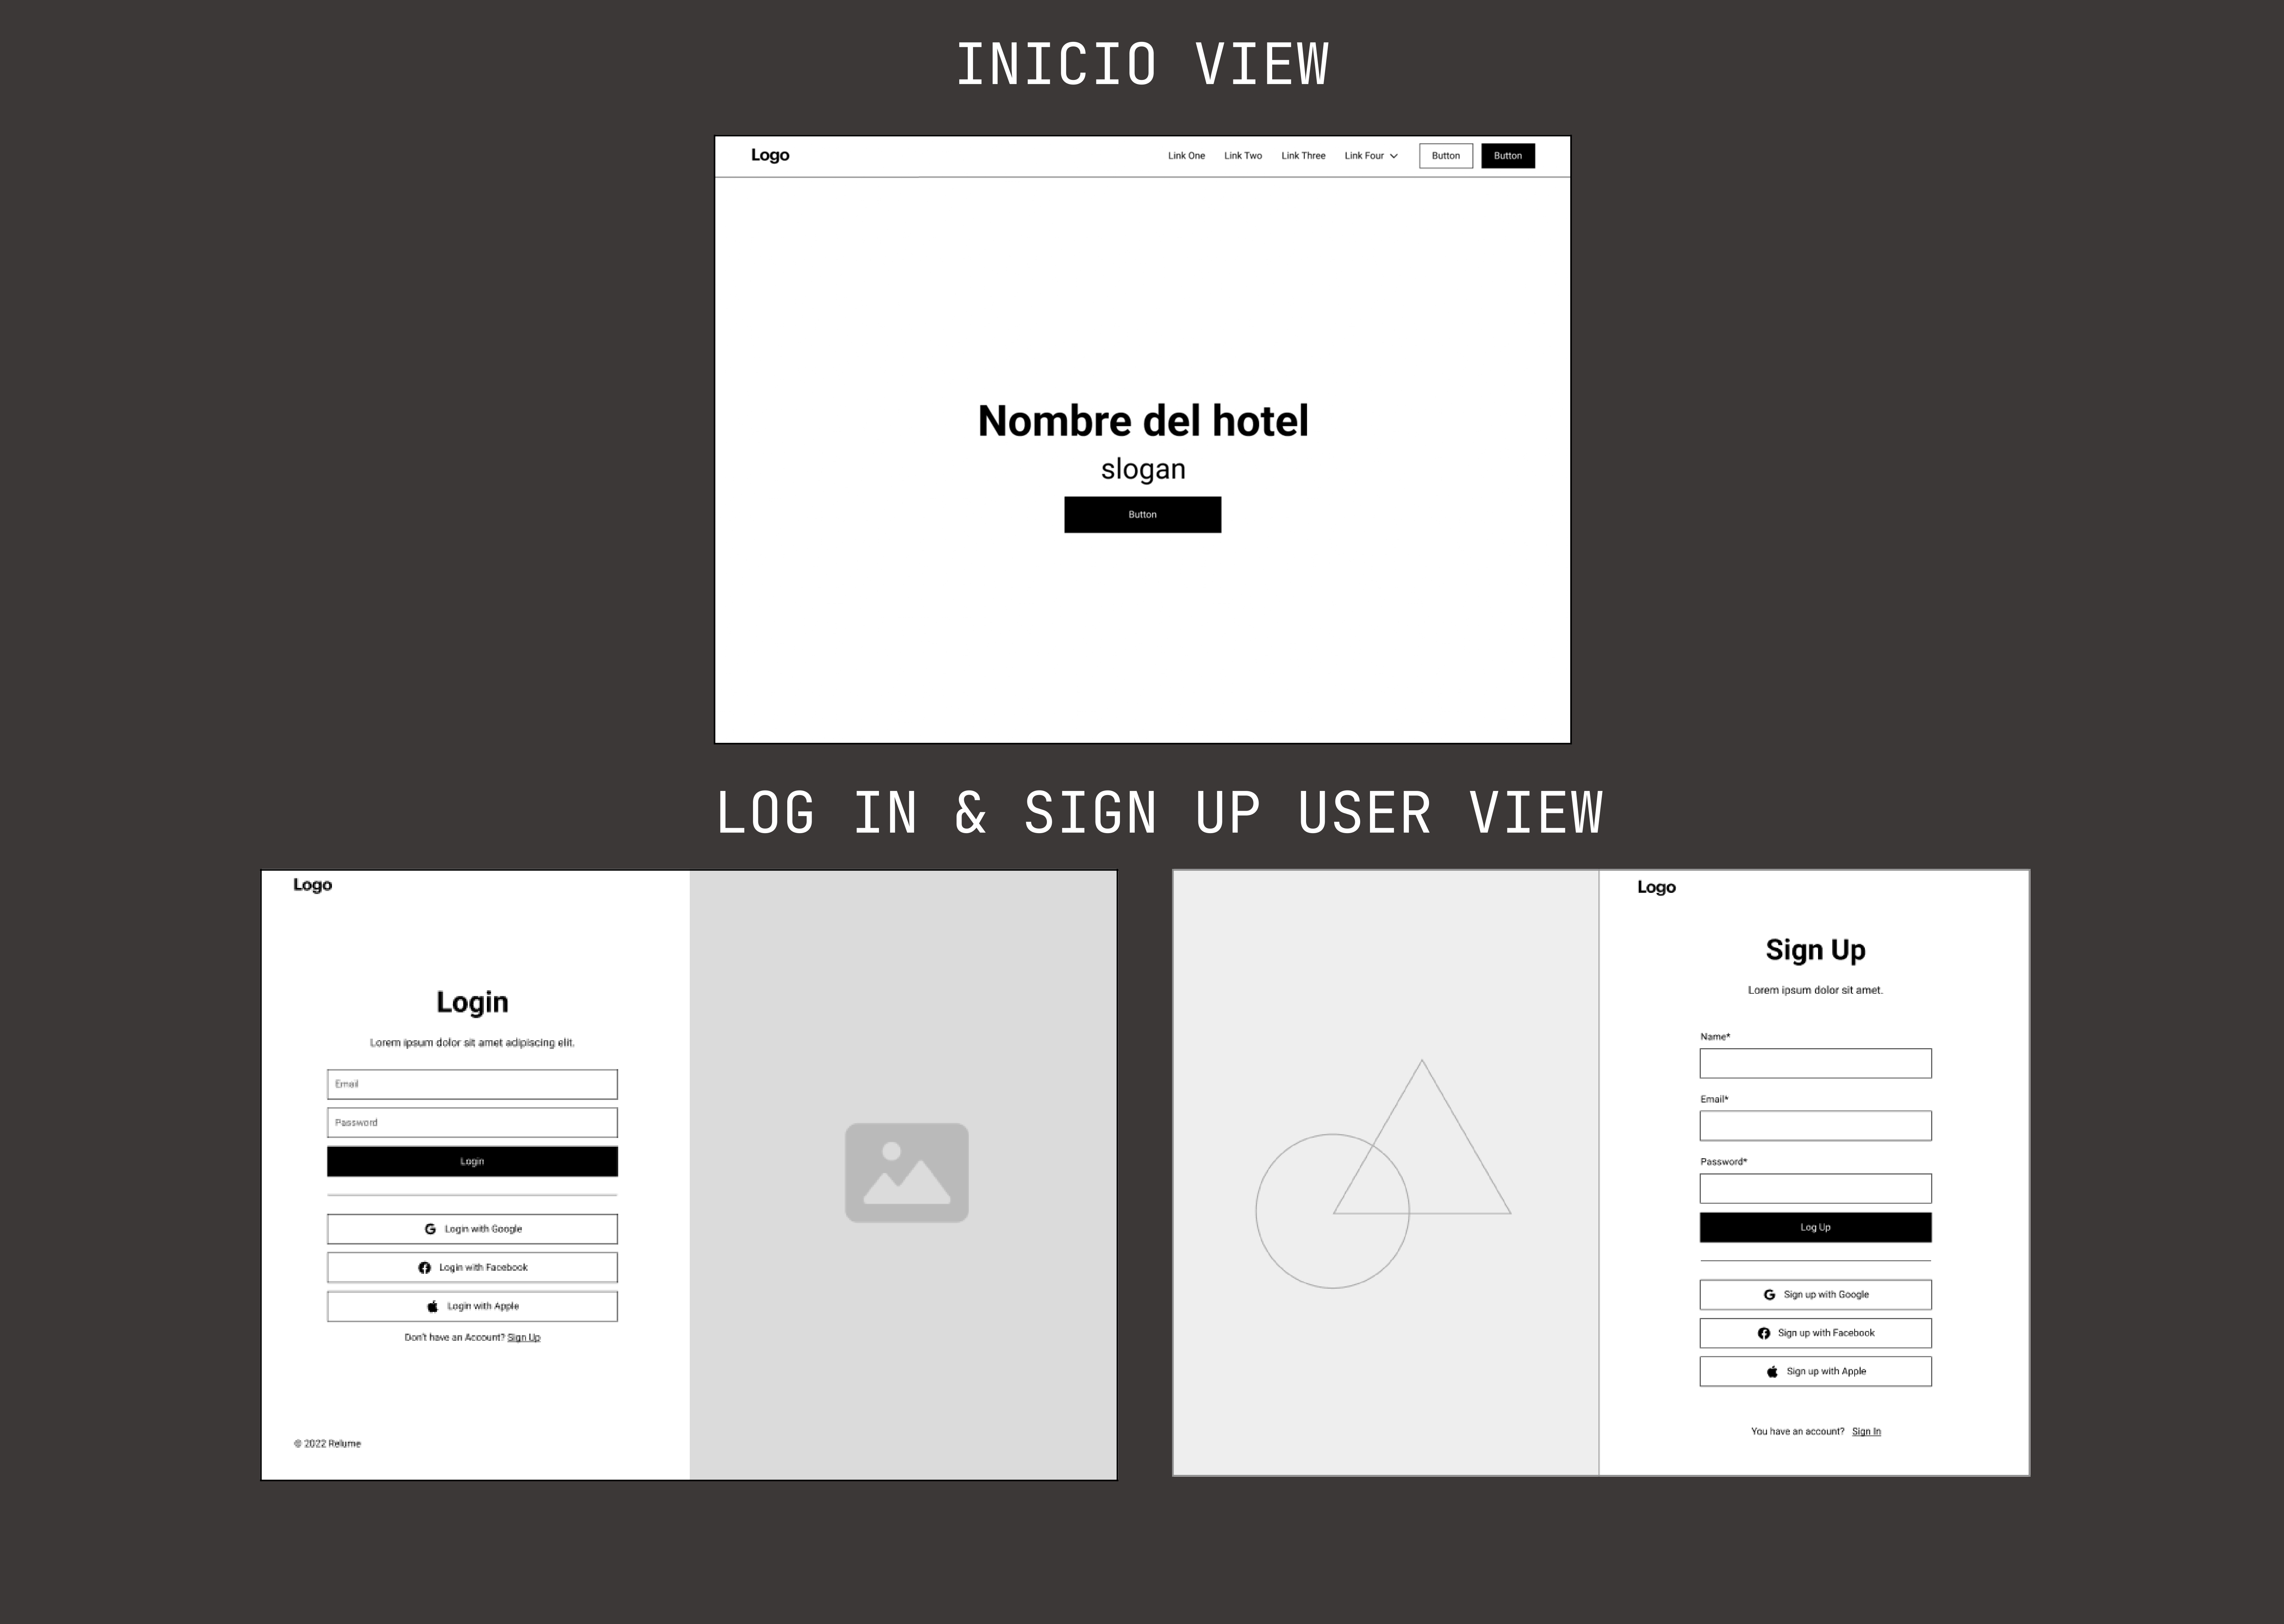 INICIO VIEW
Logo
Link One Link Two Link Three Link Four Button Button
Nombre del hotel
slogan
Button
LOG IN & SIGN UP USER VIEW
Logo
Login
Lorem ipsum dolor sit amet adipiscing elit.
Email
Password
Login
Login with Google
Login with Facebook
Login with Apple
Don't have an Account? Sign Up
© 2022 Relume
Logo
Sign Up
Lorem ipsum dolor sit amet.
Name*
Email*
Password*
Log Up
Sign up with Google
Sign up with Facebook
Sign up with Apple
You have an account? Sign In